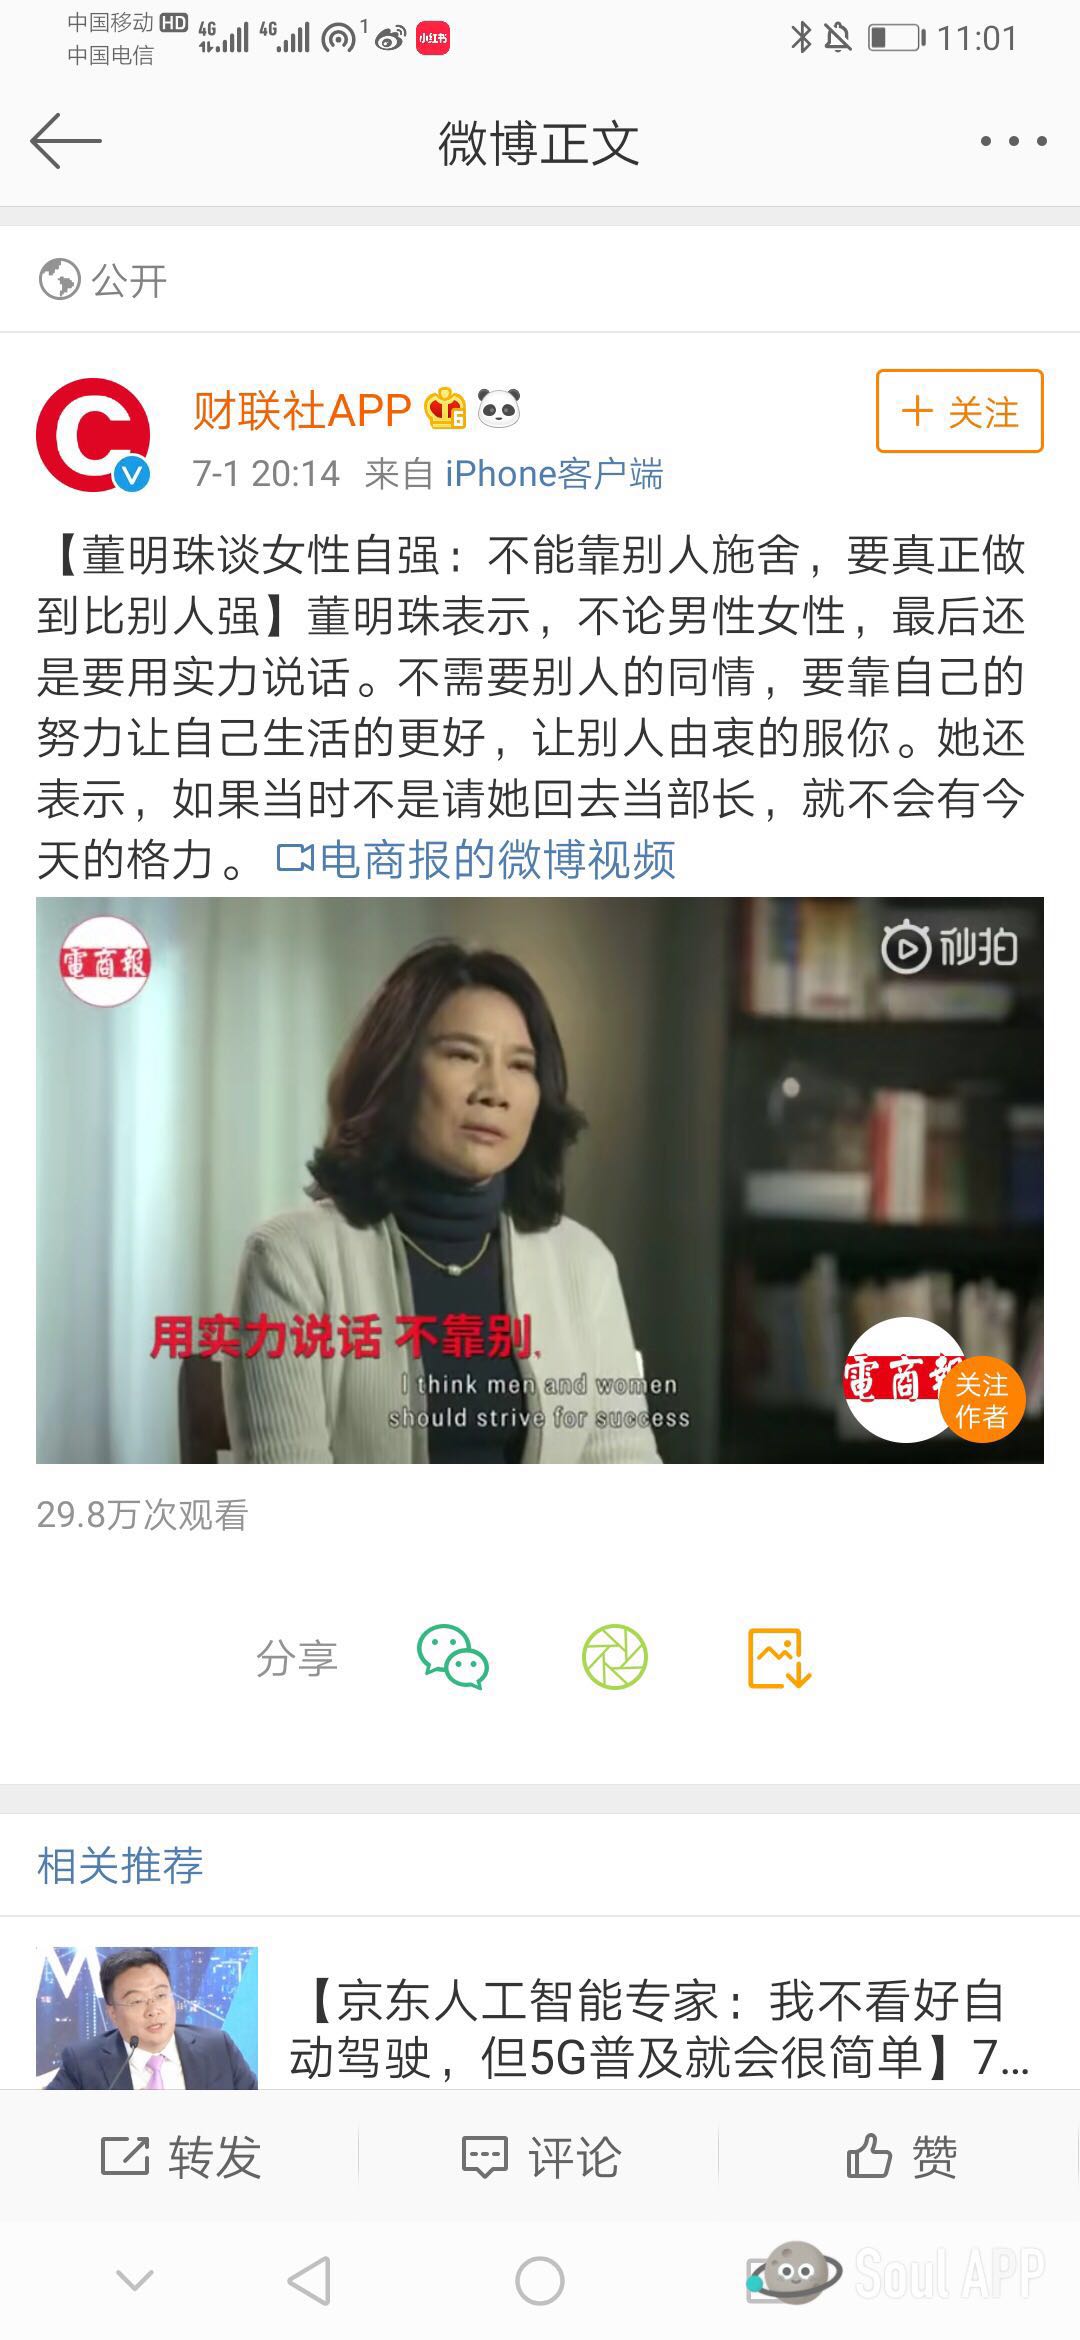 中国移动 HD 4G 4G 1 小红书 11:01
中国电信
微博正文
公开
财联社APP 6
+ 关注
7-1 20:14 来自 iPhone客户端
【董明珠谈女性自强：不能靠别人施舍，要真正做
到比别人强】董明珠表示，不论男性女性，最后还
是要用实力说话。不需要别人的同情，要靠自己的
努力让自己生活的更好，让别人由衷的服你。她还
表示，如果当时不是请她回去当部长，就不会有今
天的格力。电商报的微博视频
電商報
秒拍
用实力说话 不靠别
I think men and women
should strive for success
電商報
关注
作者
29.8万次观看
分享
相关推荐
【京东人工智能专家：我不看好自
动驾驶，但5G普及就会很简单】7...
转发 评论 赞
Soul APP